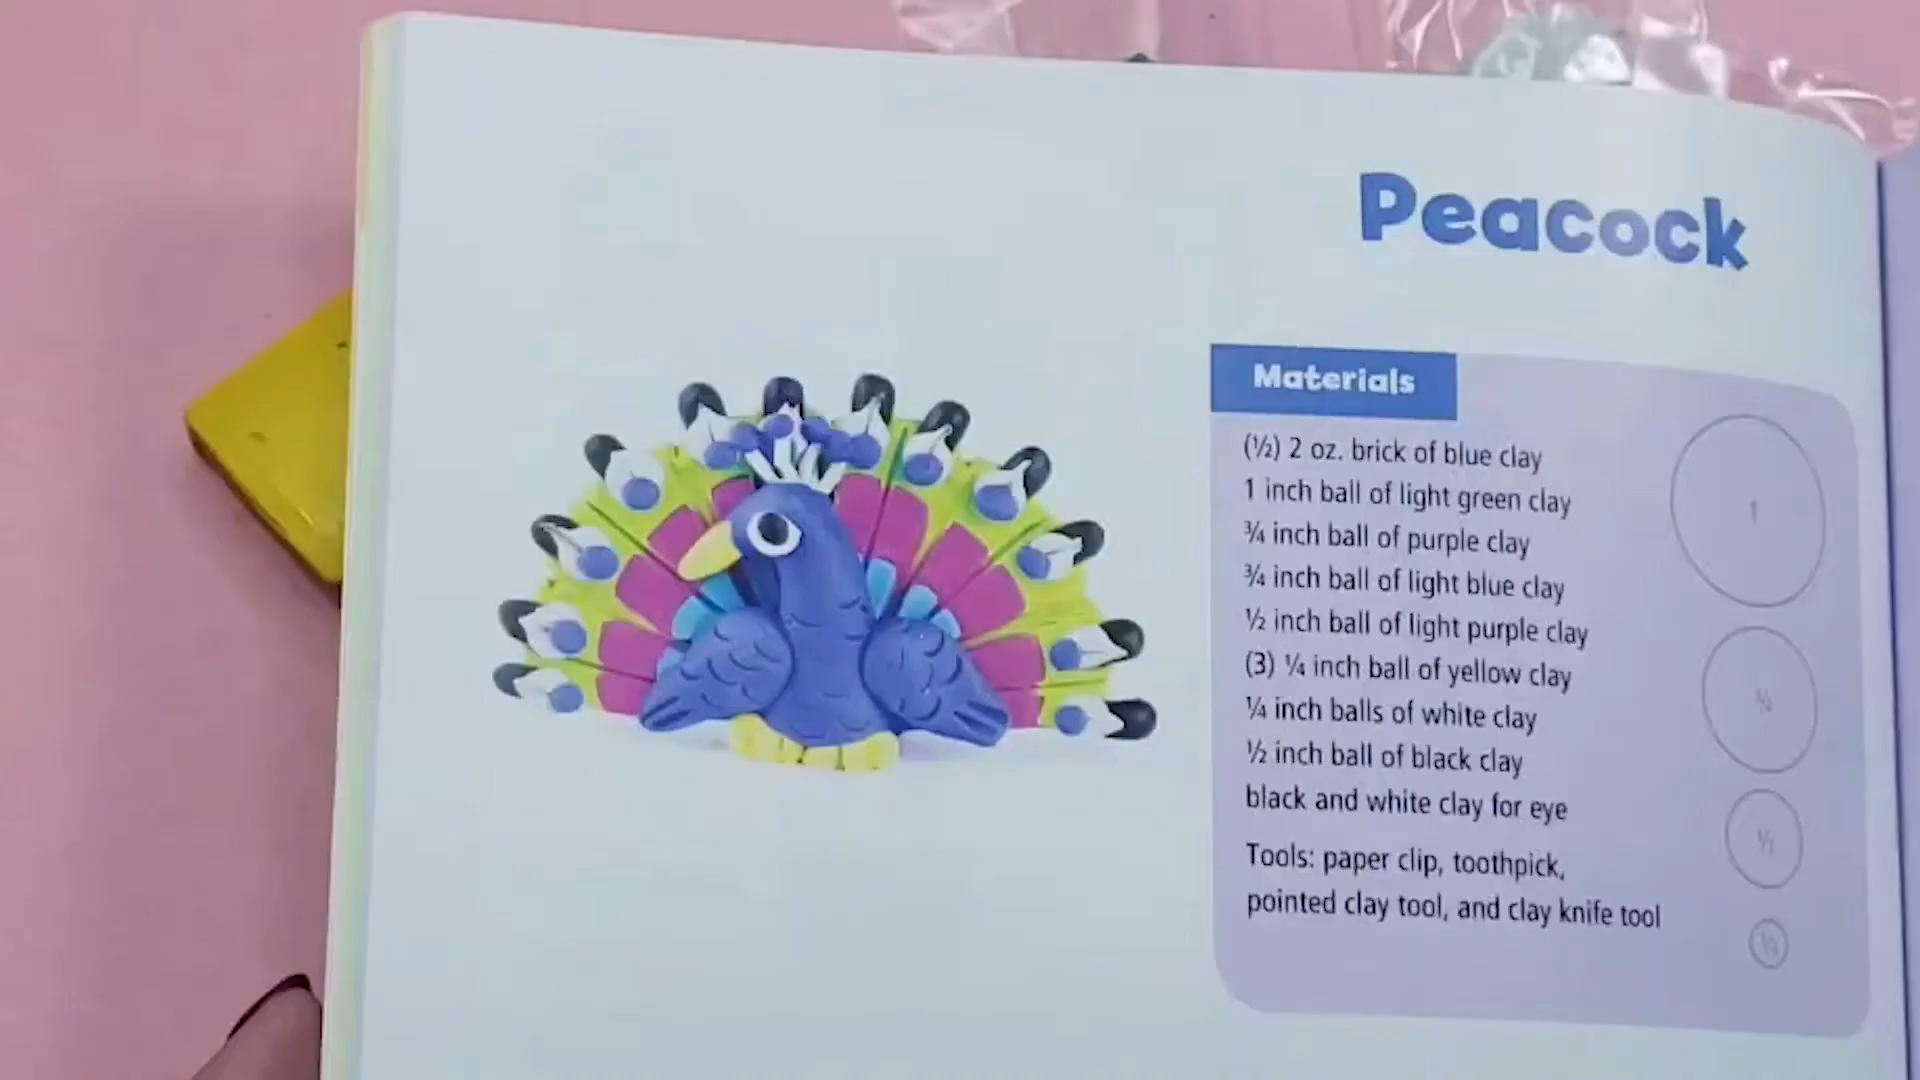 Peacock
Materials
(½) 2 oz. brick of blue clay
1 inch ball of light green clay
¾ inch ball of purple clay
¾ inch ball of light blue clay
½ inch ball of light purple clay
(3) ¼ inch ball of yellow clay
¼ inch balls of white clay
½ inch ball of black clay
black and white clay for eye
Tools: paper clip, toothpick,
pointed clay tool, and clay knife tool
1